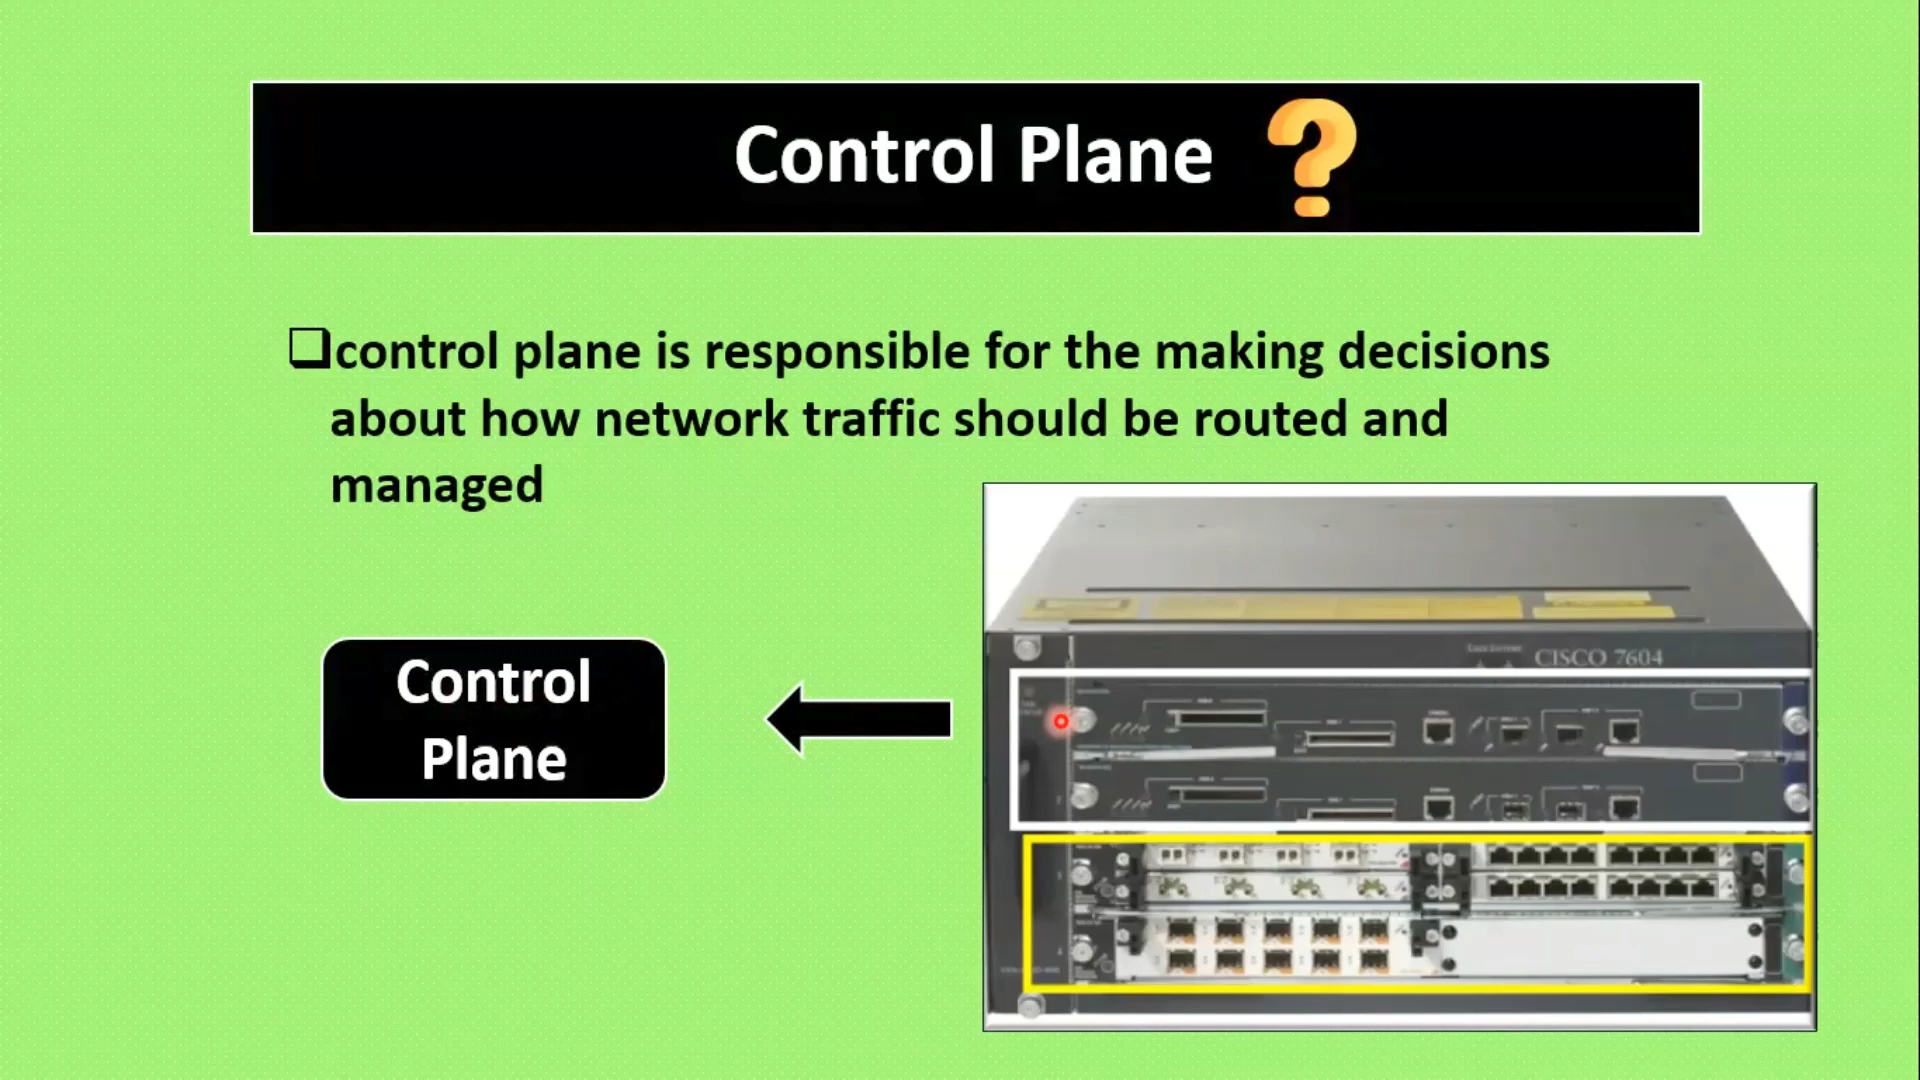 Control Plane
control plane is responsible for the making decisions
about how network traffic should be routed and
managed
Control
Plane
CISCO 7604